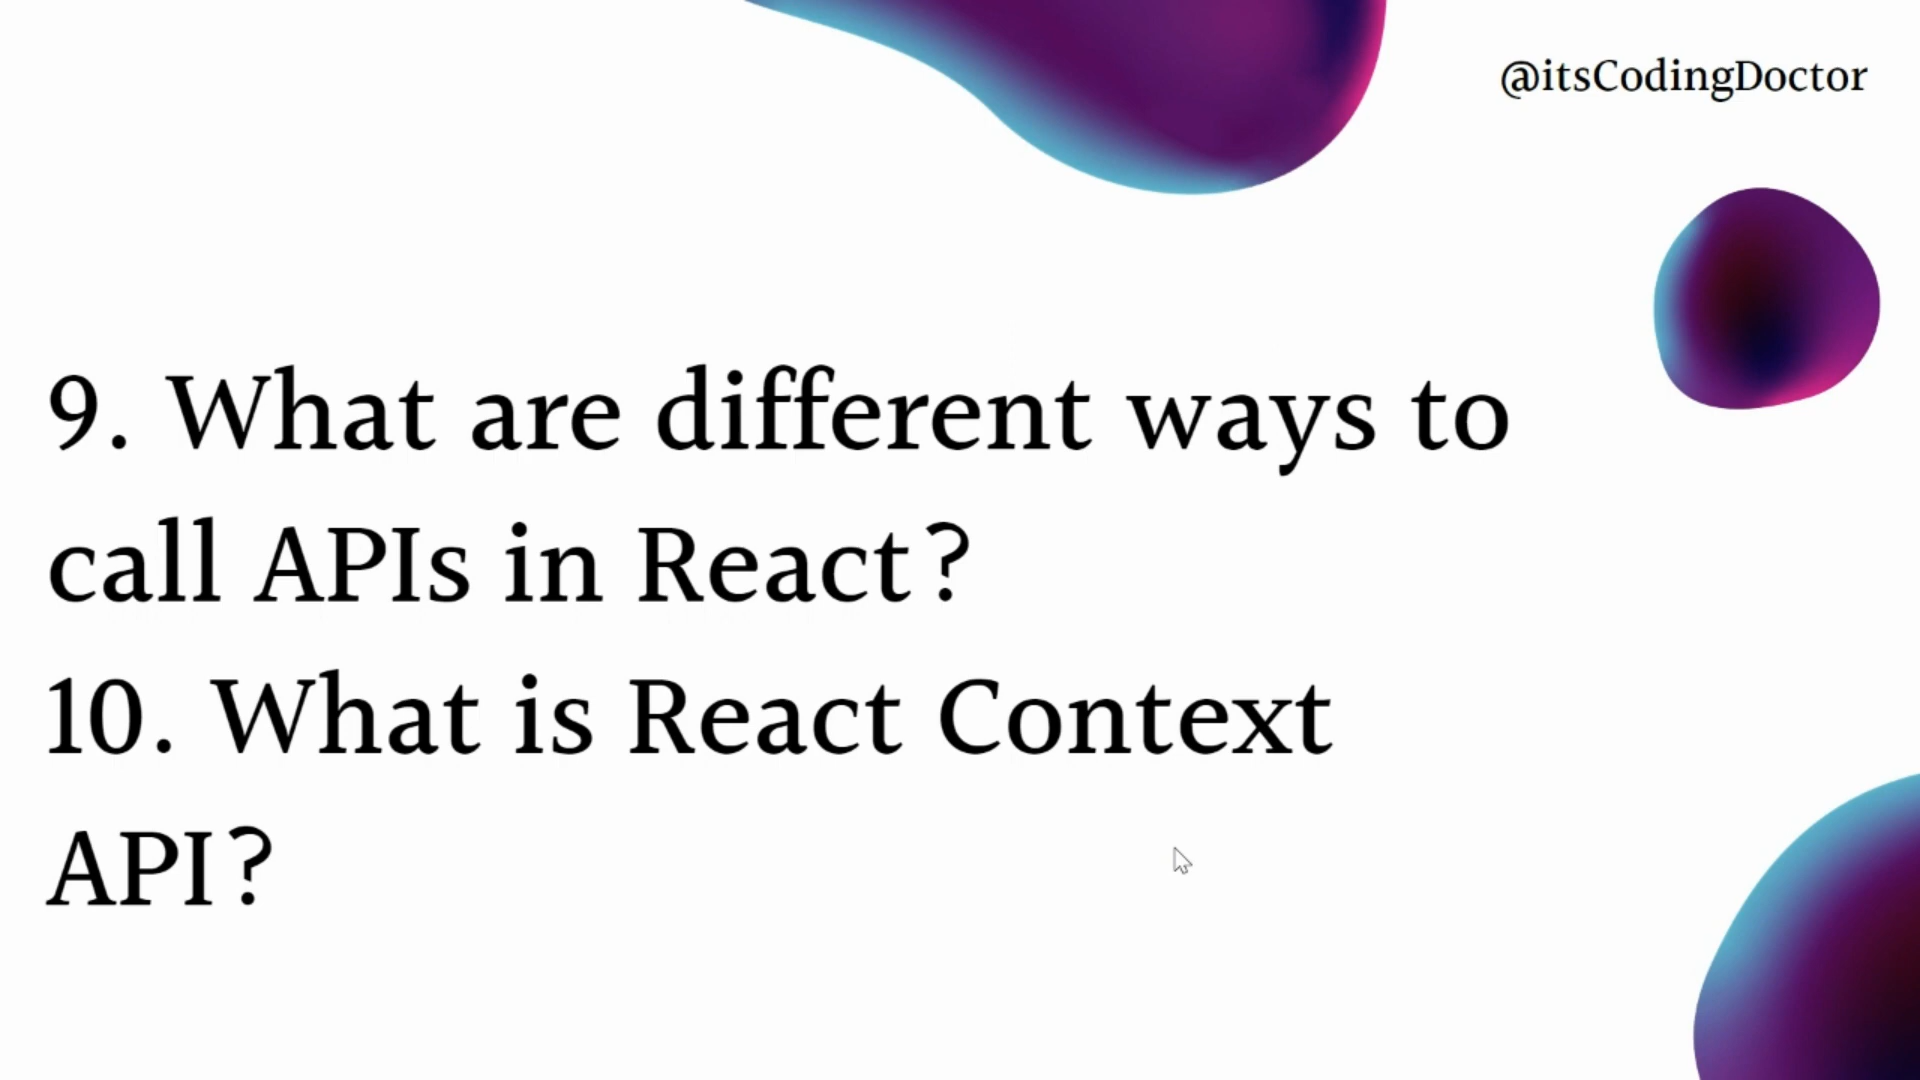 @itsCodingDoctor
9. What are different ways to
call APIs in React?
10. What is React Context
API?